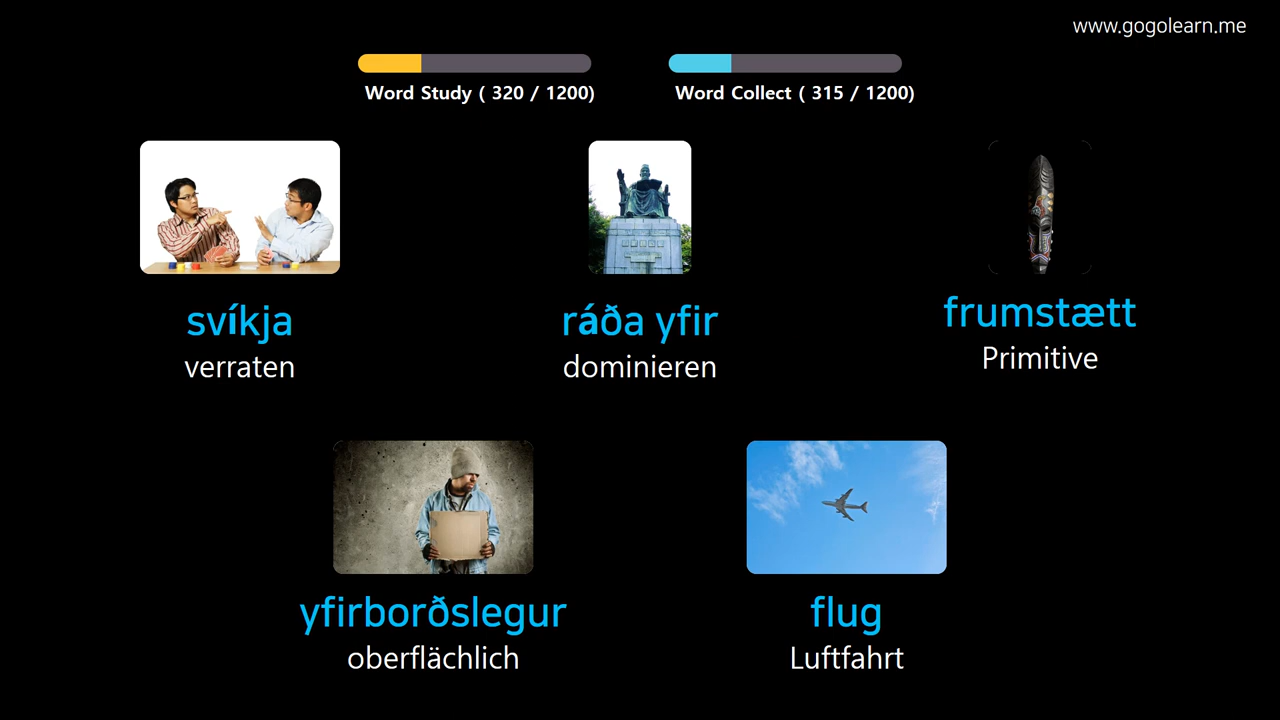 www.gogolearn.me
Word Study ( 320 / 1200)
Word Collect ( 315 / 1200)
svíkja
verraten
ráða yfir
dominieren
frumstætt
Primitive
yfirborðslegur
oberflächlich
flug
Luftfahrt